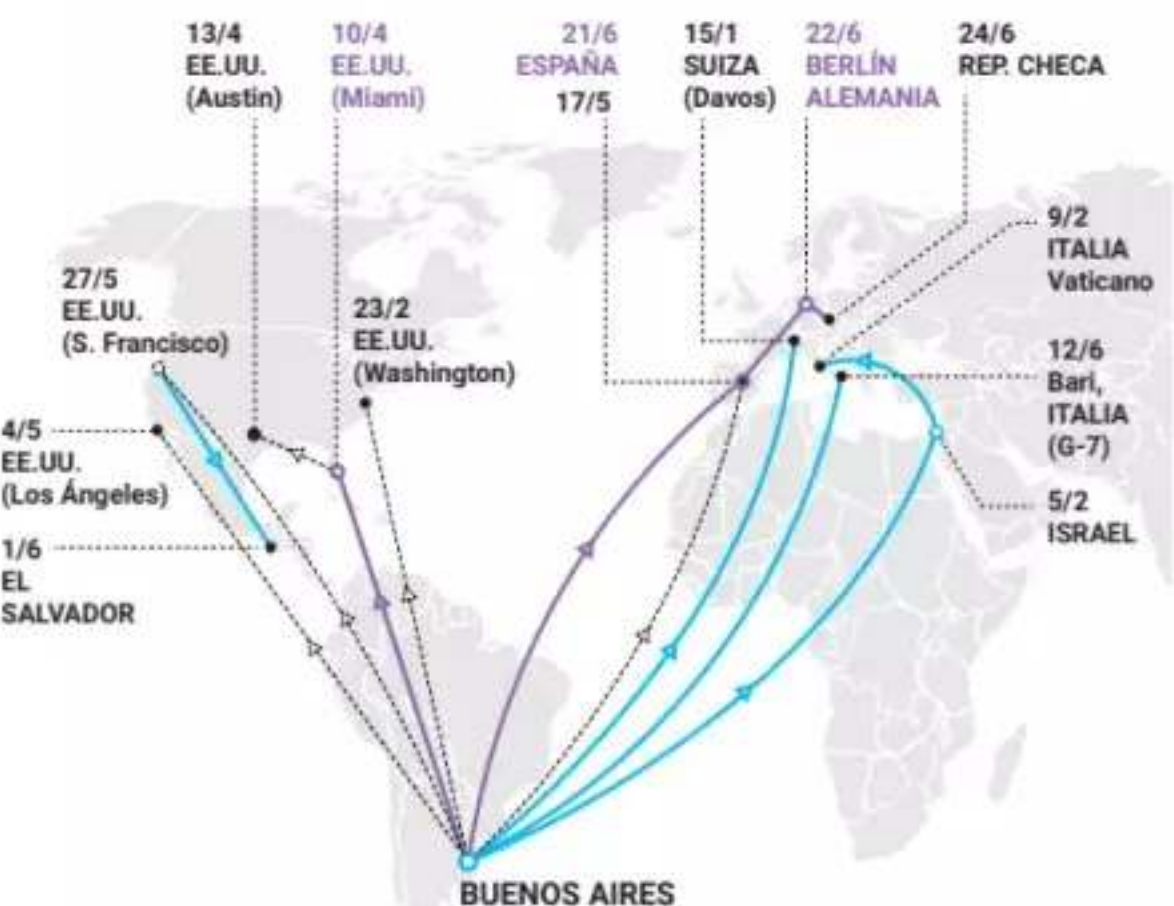 13/4
EE.UU.
(Austin)
10/4
EE.UU.
(Miami)
21/6
ESPAÑA
17/5
15/1
SUIZA
(Davos)
22/6
BERLÍN
ALEMANIA
24/6
REP. CHECA
9/2
ITALIA
Vaticano
27/5
EE.UU.
(S. Francisco)
23/2
EE.UU.
(Washington)
12/6
Bari,
ITALIA
(G-7)
4/5
EE.UU.
(Los Ángeles)
5/2
ISRAEL
1/6
EL
SALVADOR
BUENOS AIRES